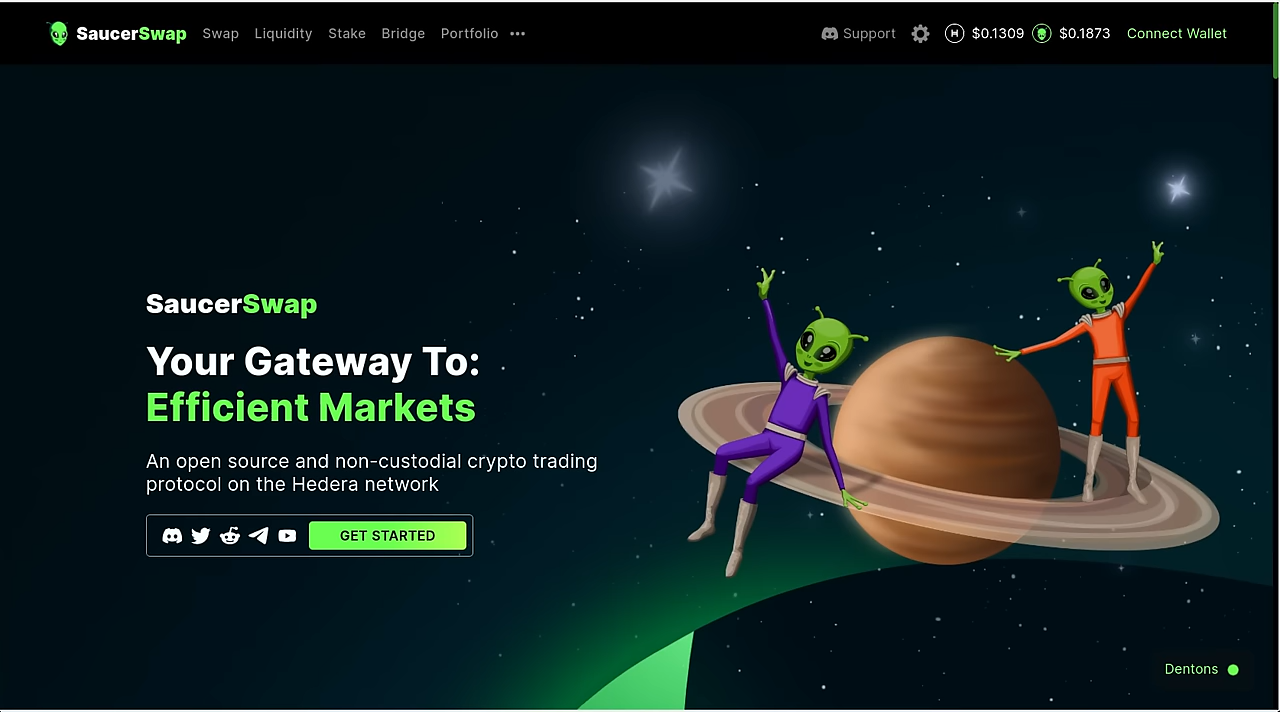 SaucerSwap Swap Liquidity Stake Bridge Portfolio ••• Support H $0.1309 $0.1873 Connect Wallet
SaucerSwap
Your Gateway To:
Efficient Markets
An open source and non-custodial crypto trading
protocol on the Hedera network
GET STARTED
Dentons